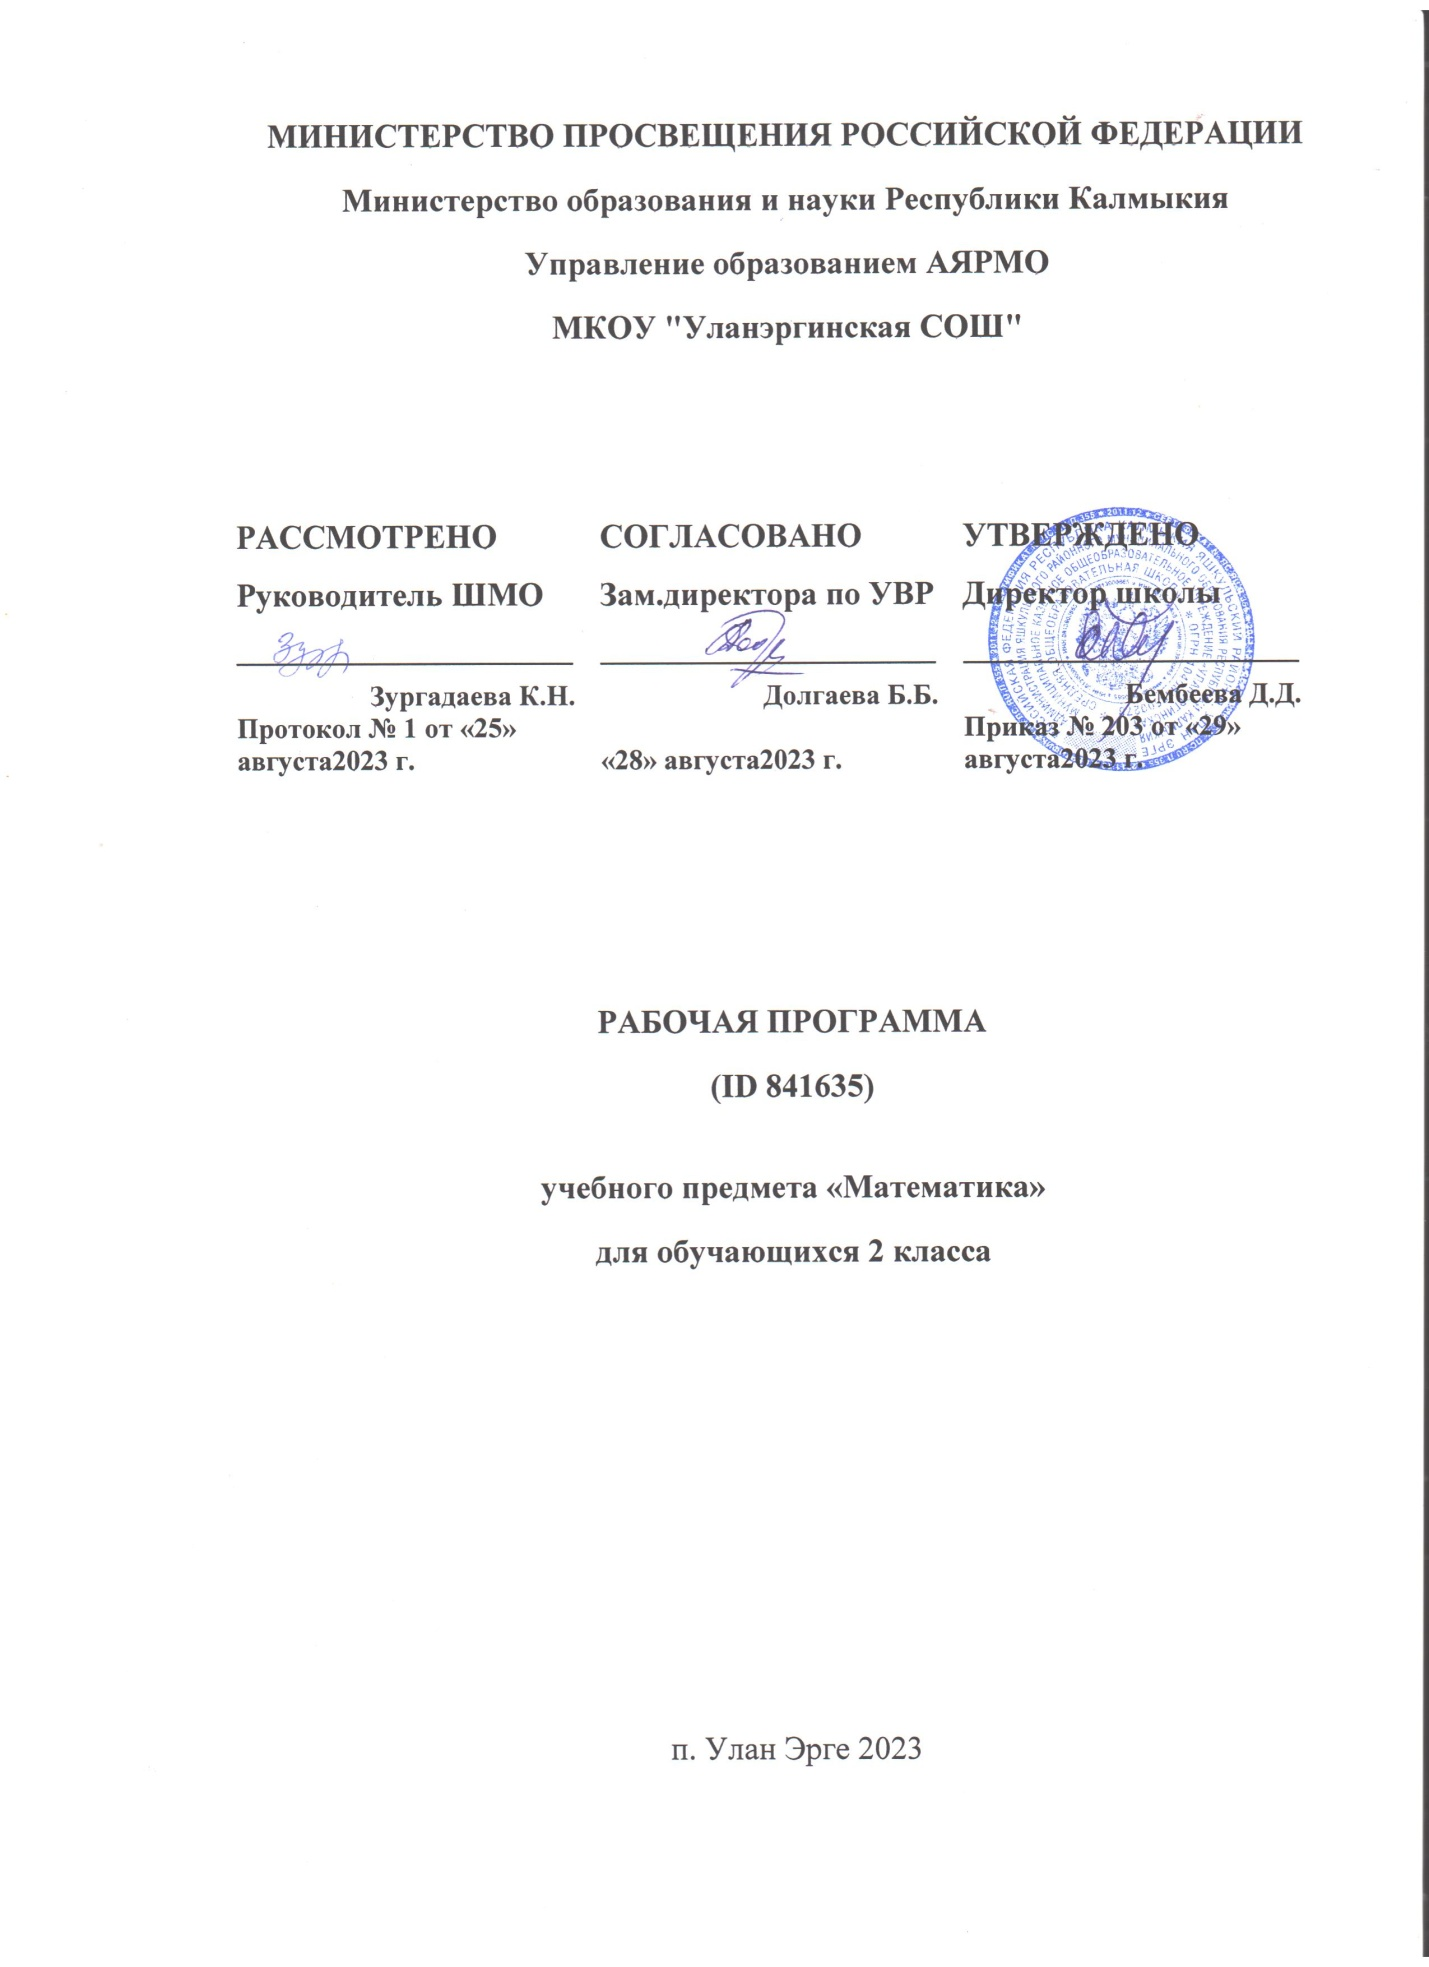 МИНИСТЕРСТВО ПРОСВЕЩЕНИЯ РОССИЙСКОЙ ФЕДЕРАЦИИ
Министерство образования и науки Республики Калмыкия
Управление образованием АЯРМО
МКОУ "Уланэргинская СОШ"
РАССМОТРЕНО
Руководитель ШМО
Зургадаева К.Н.
Протокол № 1 от «25»
августа2023 г.
СОГЛАСОВАНО
Зам.директора по УВР
Долгаева Б.Б.
«28» августа2023 г.
УТВЕРЖДЕНО
Директор школы
Бембеева Д.Д.
Приказ № 203 от «29»
августа2023 г.
РАБОЧАЯ ПРОГРАММА
(ID 841635)
учебного предмета «Математика»
для обучающихся 2 класса
п. Улан Эрге 2023